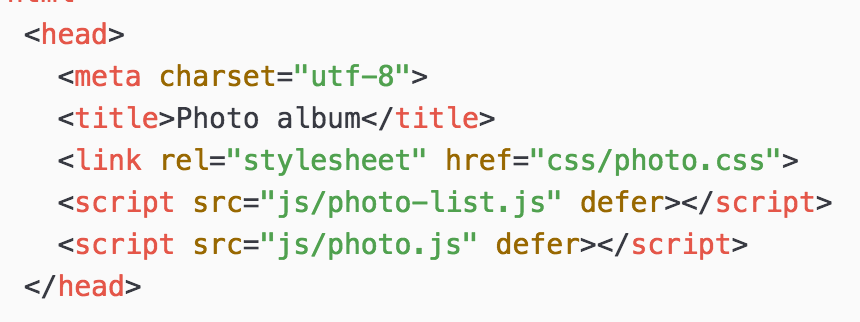 <head>
<meta charset="utf-8">
<title>Photo album</title>
<link rel="stylesheet" href="css/photo.css">
<script src="js/photo-list.js" defer></script>
<script src="js/photo.js" defer></script>
</head>